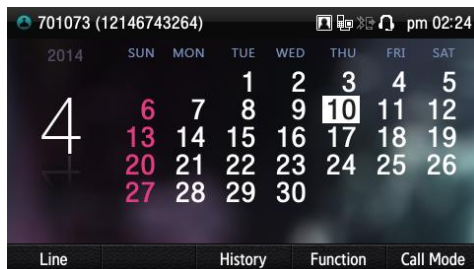 701073 (12146743264) pm 02:24
2014 SUN MON TUE WED THU FRI SAT
1 2 3 4 5
4
6 7 8 9 10 11 12
13 14 15 16 17 18 19
20 21 22 23 24 25 26
27 28 29 30
Line History Function Call Mode